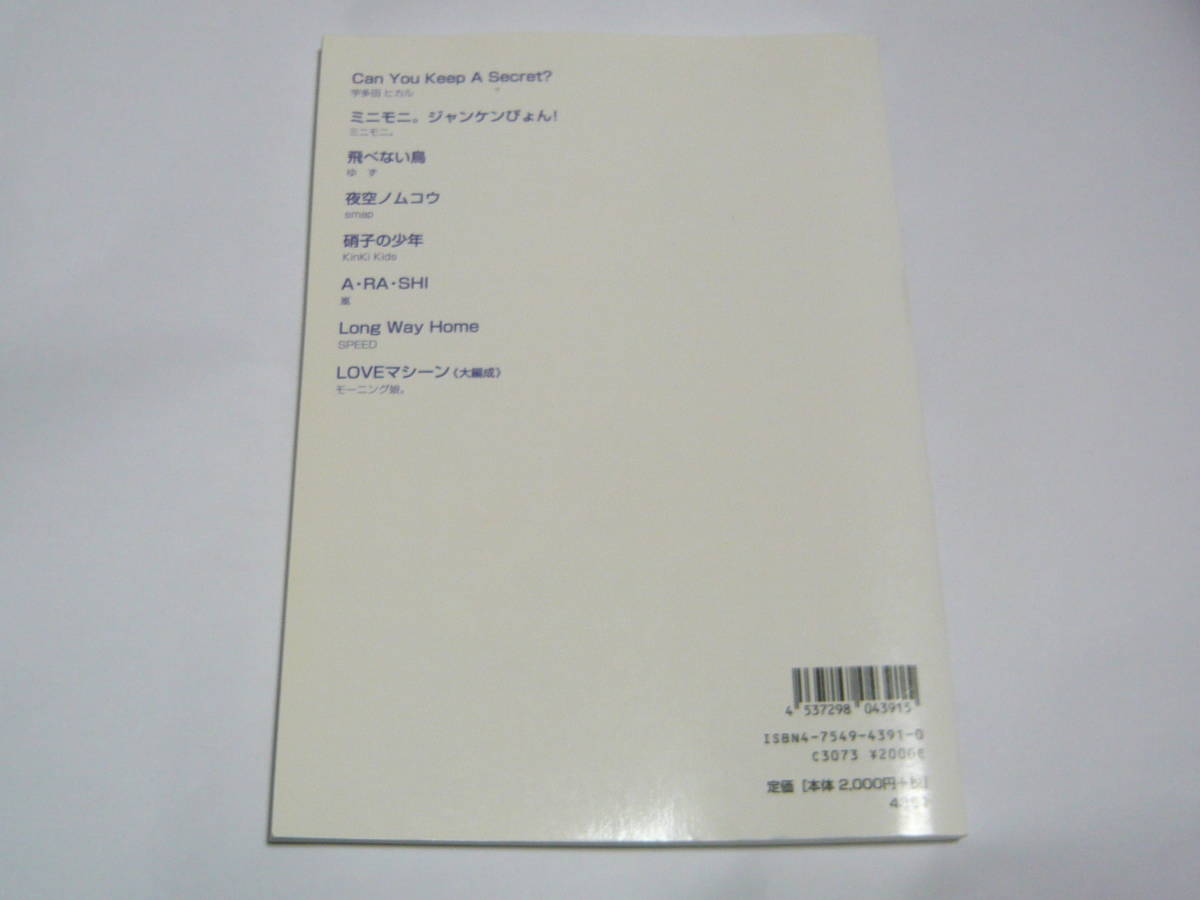 Can You Keep A Secret?
宇多田 ヒカル
ミニモニ。ジャンケンぴょん!
ミニモニ。
飛べない鳥
ゆ ず
夜空ノムコウ
smap
硝子の少年
KinKi Kids
A・RA・SHI
嵐
Long Way Home
SPEED
LOVEマシーン《大編成》
モーニング娘。
4 537298 043915
ISBN4-7549-4391-0
C3073 ¥2000E
定価 [本体 2,000円+税]